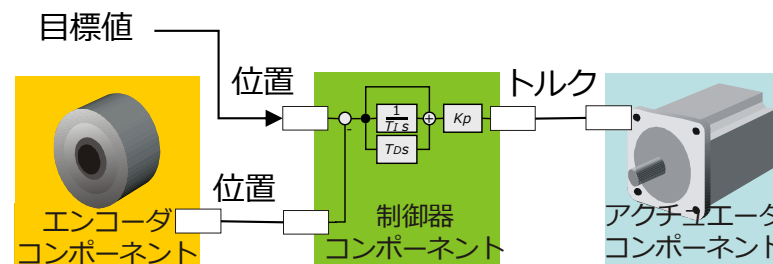 目標値
位置
トルク
1
TI s
Kp
TDs
-
+
位置
エンコーダ
コンポーネント
制御器
コンポーネント
アクチュエータ
コンポーネント